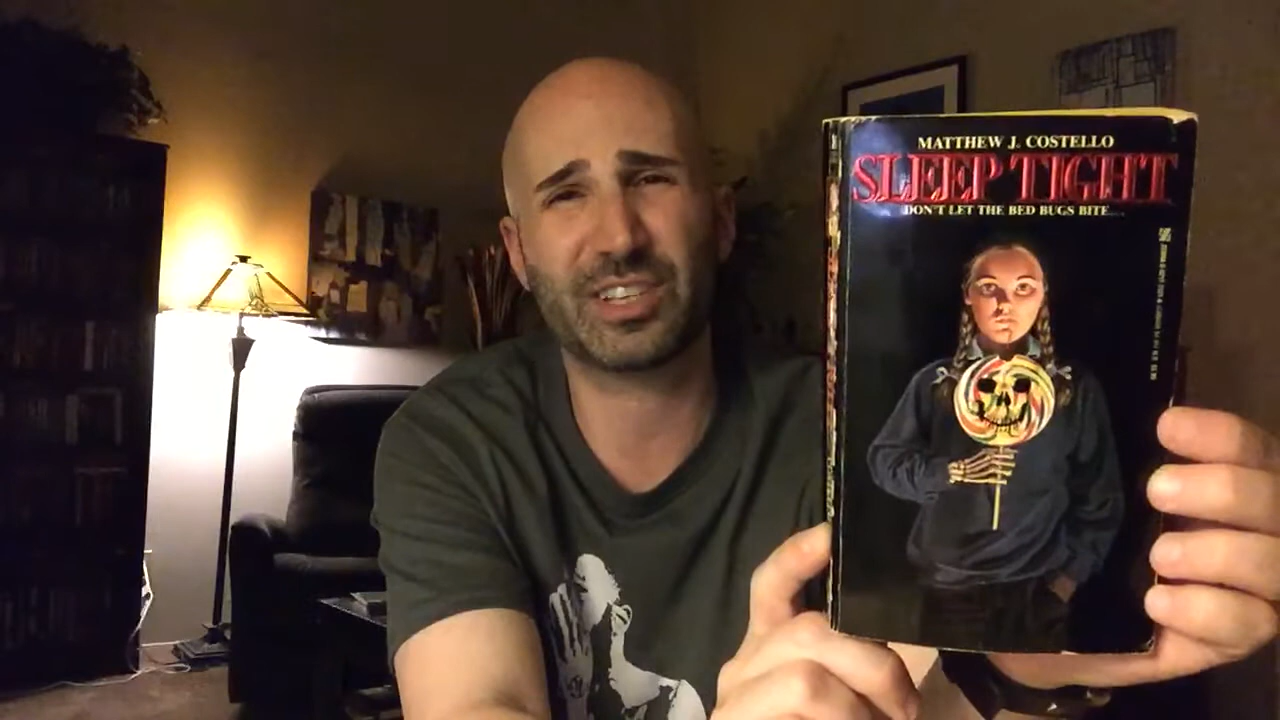 MATTHEW J. COSTELLO
SLEEP TIGHT
DON'T LET THE BED BUGS BITE...